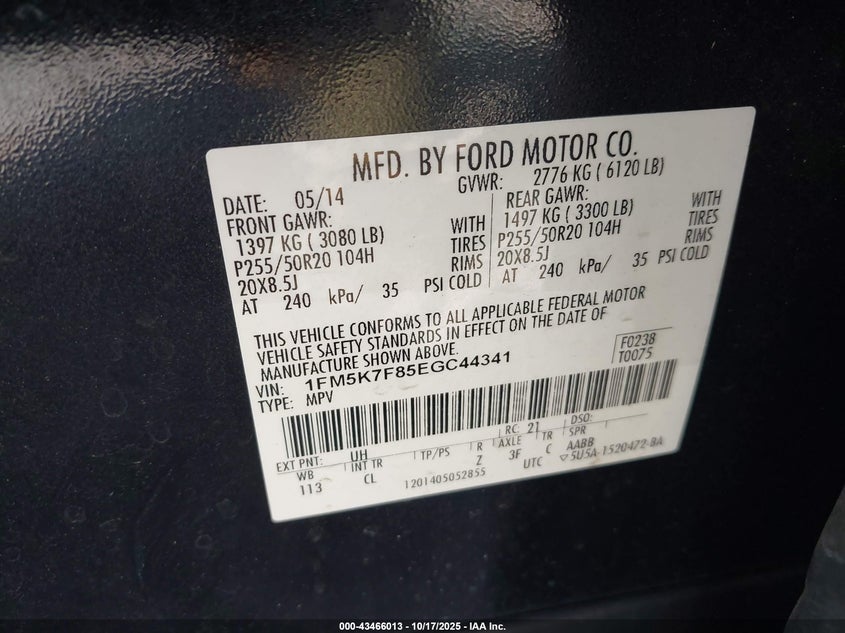 MFD. BY FORD MOTOR CO.
DATE: 05/14 GVWR: 2776 KG ( 6120 LB)
FRONT GAWR: REAR GAWR:
1397 KG ( 3080 LB) WITH 1497 KG ( 3300 LB) WITH
P255/50R20 104H TIRES P255/50R20 104H TIRES
20X8.5J RIMS 20X8.5J RIMS
AT 240 kPa/ 35 PSI COLD AT 240 kPa/ 35 PSI COLD
THIS VEHICLE CONFORMS TO ALL APPLICABLE FEDERAL MOTOR
VEHICLE SAFETY STANDARDS IN EFFECT ON THE DATE OF
MANUFACTURE SHOWN ABOVE.
VIN: 1FM5K7F85EGC44341 F0238
TYPE: MPV T0075
EXT PNT: UH RC: 21 DSO:
WB INT TR TP/PS R AXLE TR SPR
113 CL Z 3F C AABB
1201405052855 UTC ▽5U5A-1520472-BA
000-43466013 - 10/17/2025 - IAA Inc.